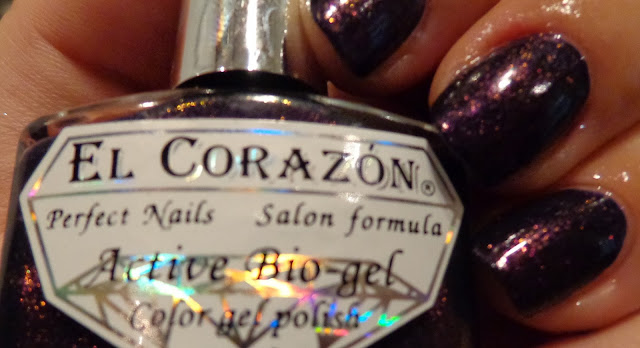 EL CORAZÓN®
Perfect Nails Salon formula
Active Bio-gel
Color gel polish